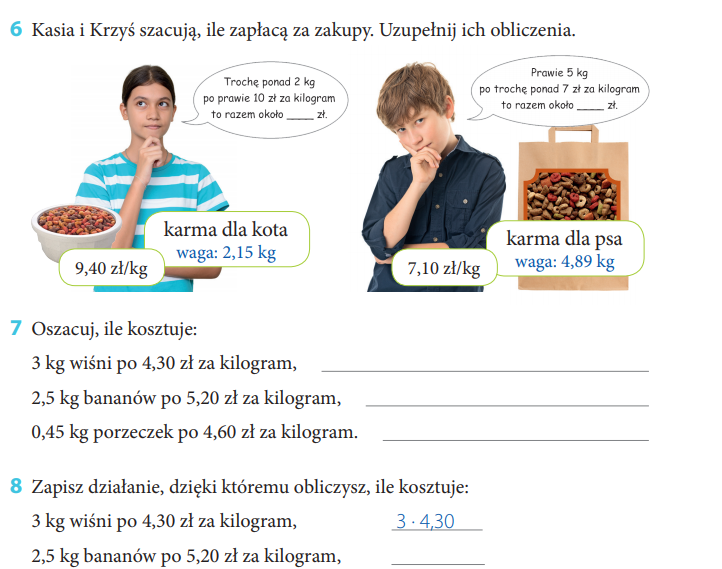 6 Kasia i Krzyś szacują, ile zapłacą za zakupy. Uzupełnij ich obliczenia.
Trochę ponad 2 kg
po prawie 10 zł za kilogram
to razem około _____ zł.
Prawie 5 kg
po trochę ponad 7 zł za kilogram
to razem około _____ zł.
karma dla kota
waga: 2,15 kg
9,40 zł/kg
karma dla psa
waga: 4,89 kg
7,10 zł/kg
7 Oszacuj, ile kosztuje:
3 kg wiśni po 4,30 zł za kilogram,
2,5 kg bananów po 5,20 zł za kilogram,
0,45 kg porzeczek po 4,60 zł za kilogram.
8 Zapisz działanie, dzięki któremu obliczysz, ile kosztuje:
3 kg wiśni po 4,30 zł za kilogram, 3 · 4,30
2,5 kg bananów po 5,20 zł za kilogram,